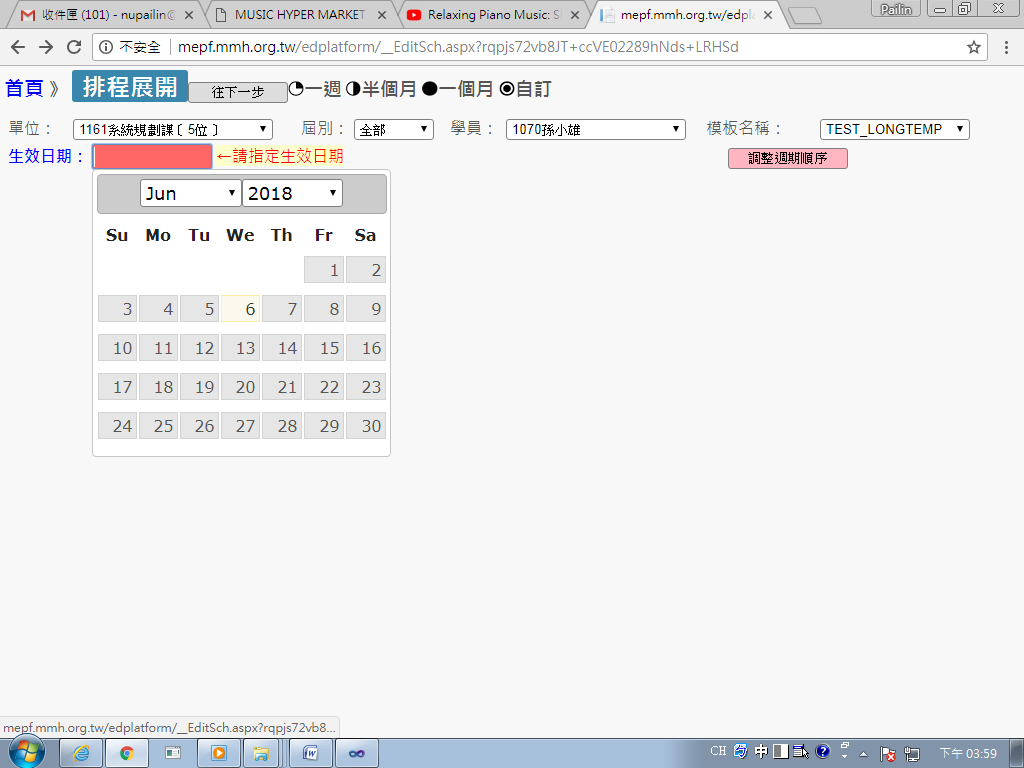 收件匣 (101) - nupailin@
MUSIC HYPER MARKET
Relaxing Piano Music: Sl
mepf.mmh.org.tw/edpla
Pailin
不安全 mepf.mmh.org.tw/edplatform/__EditSch.aspx?rqpjs72vb8JT+ccVE02289hNds+LRHSd
首頁 》 排程展開 往下一步 一週 半個月 一個月 自訂
單位： 1161系統規劃課〔5位〕 屆別： 全部 學員： 1070孫小雄 模板名稱： TEST_LONGTEMP
生效日期： ←請指定生效日期 調整週期順序
Jun 2018
Su Mo Tu We Th Fr Sa
1 2
3 4 5 6 7 8 9
10 11 12 13 14 15 16
17 18 19 20 21 22 23
24 25 26 27 28 29 30
mepf.mmh.org.tw/edplatform/__EditSch.aspx?rqpjs72vb8...
CH 中 下午 03:59